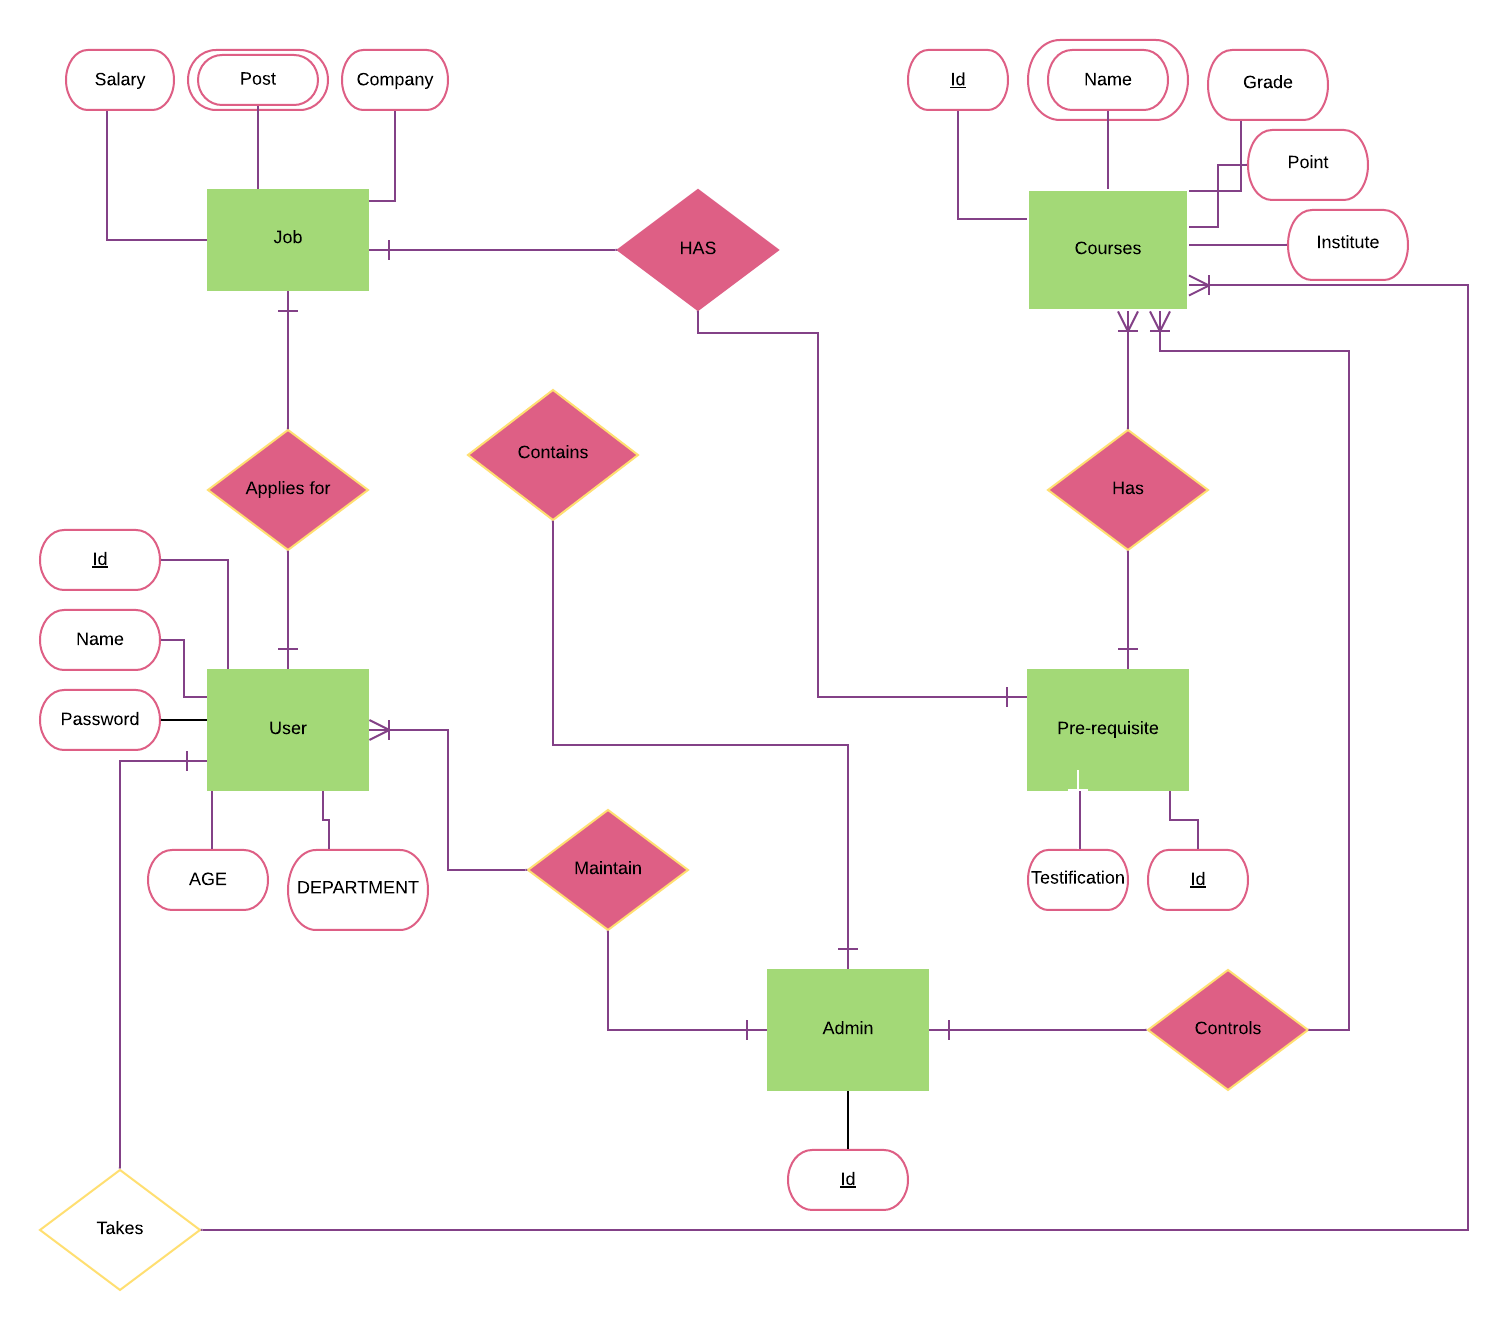 Salary
Post
Company
Id
Name
Grade
Point
Institute
Job
HAS
Courses
Contains
Applies for
Has
Id
Name
Password
User
Pre-requisite
Maintain
AGE
DEPARTMENT
Testification
Id
Admin
Controls
Id
Takes